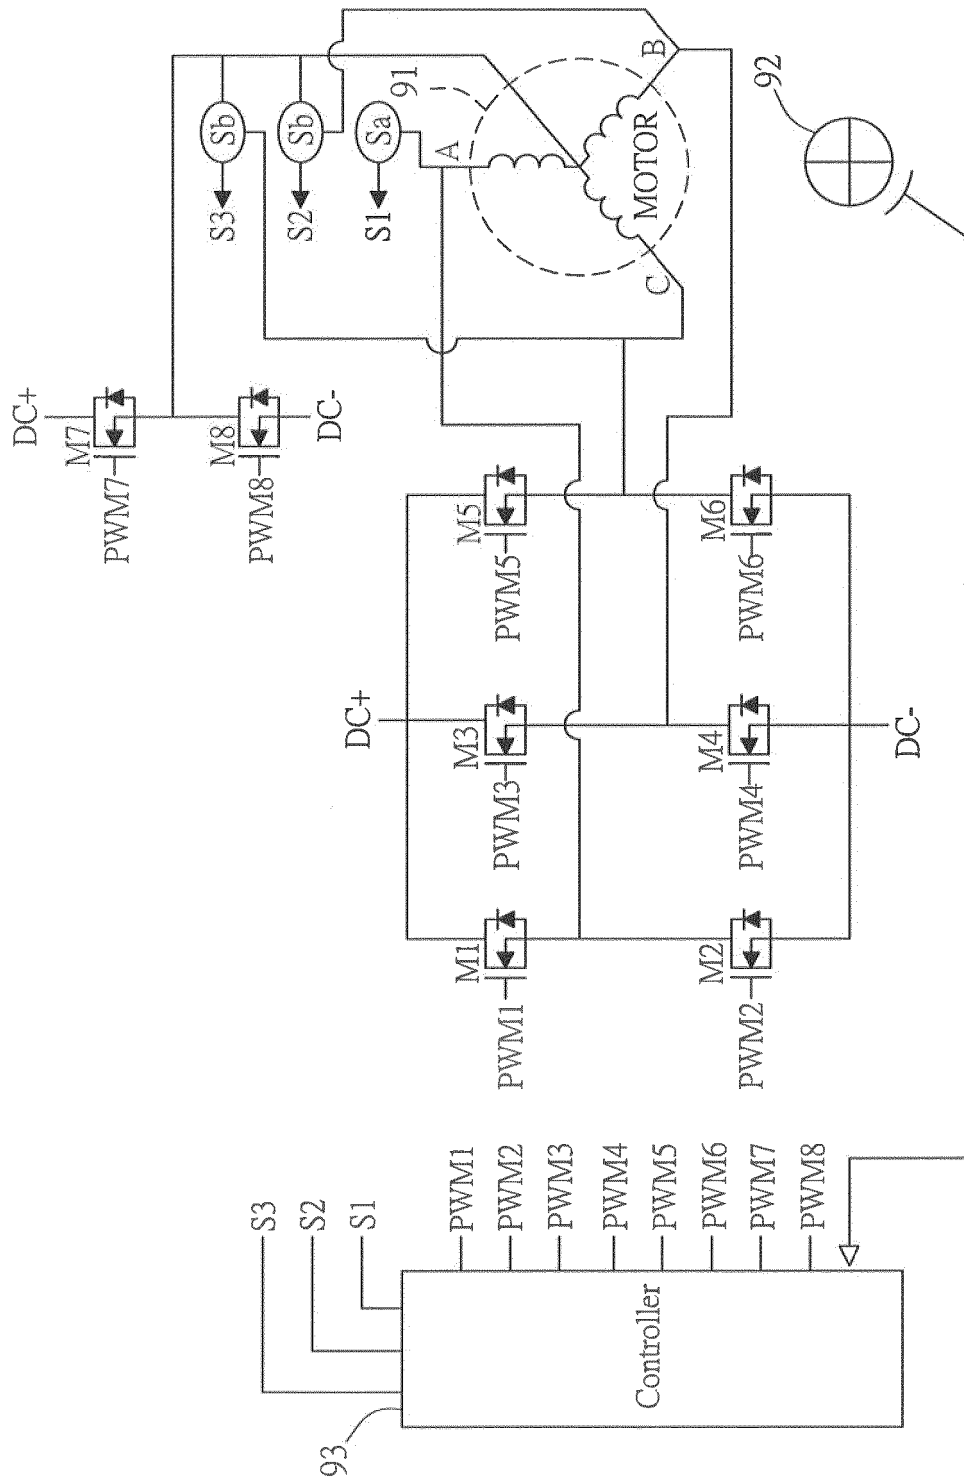 93
Controller
S3
S2
S1
PWM1
PWM2
PWM3
PWM4
PWM5
PWM6
PWM7
PWM8
DC+
M1
PWM1
M3
PWM3
M5
PWM5
M2
PWM2
M4
PWM4
M6
PWM6
DC-
DC+
M7
PWM7
M8
PWM8
DC-
S3
Sb
S2
Sb
S1
Sa
91
A
B
C
MOTOR
92